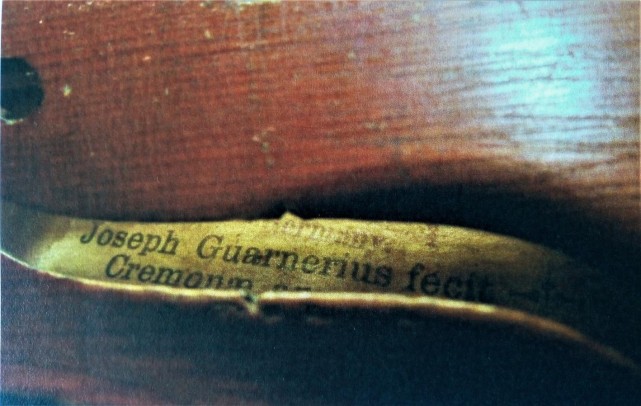 Joseph Guarnerius fecit
Cremonæ